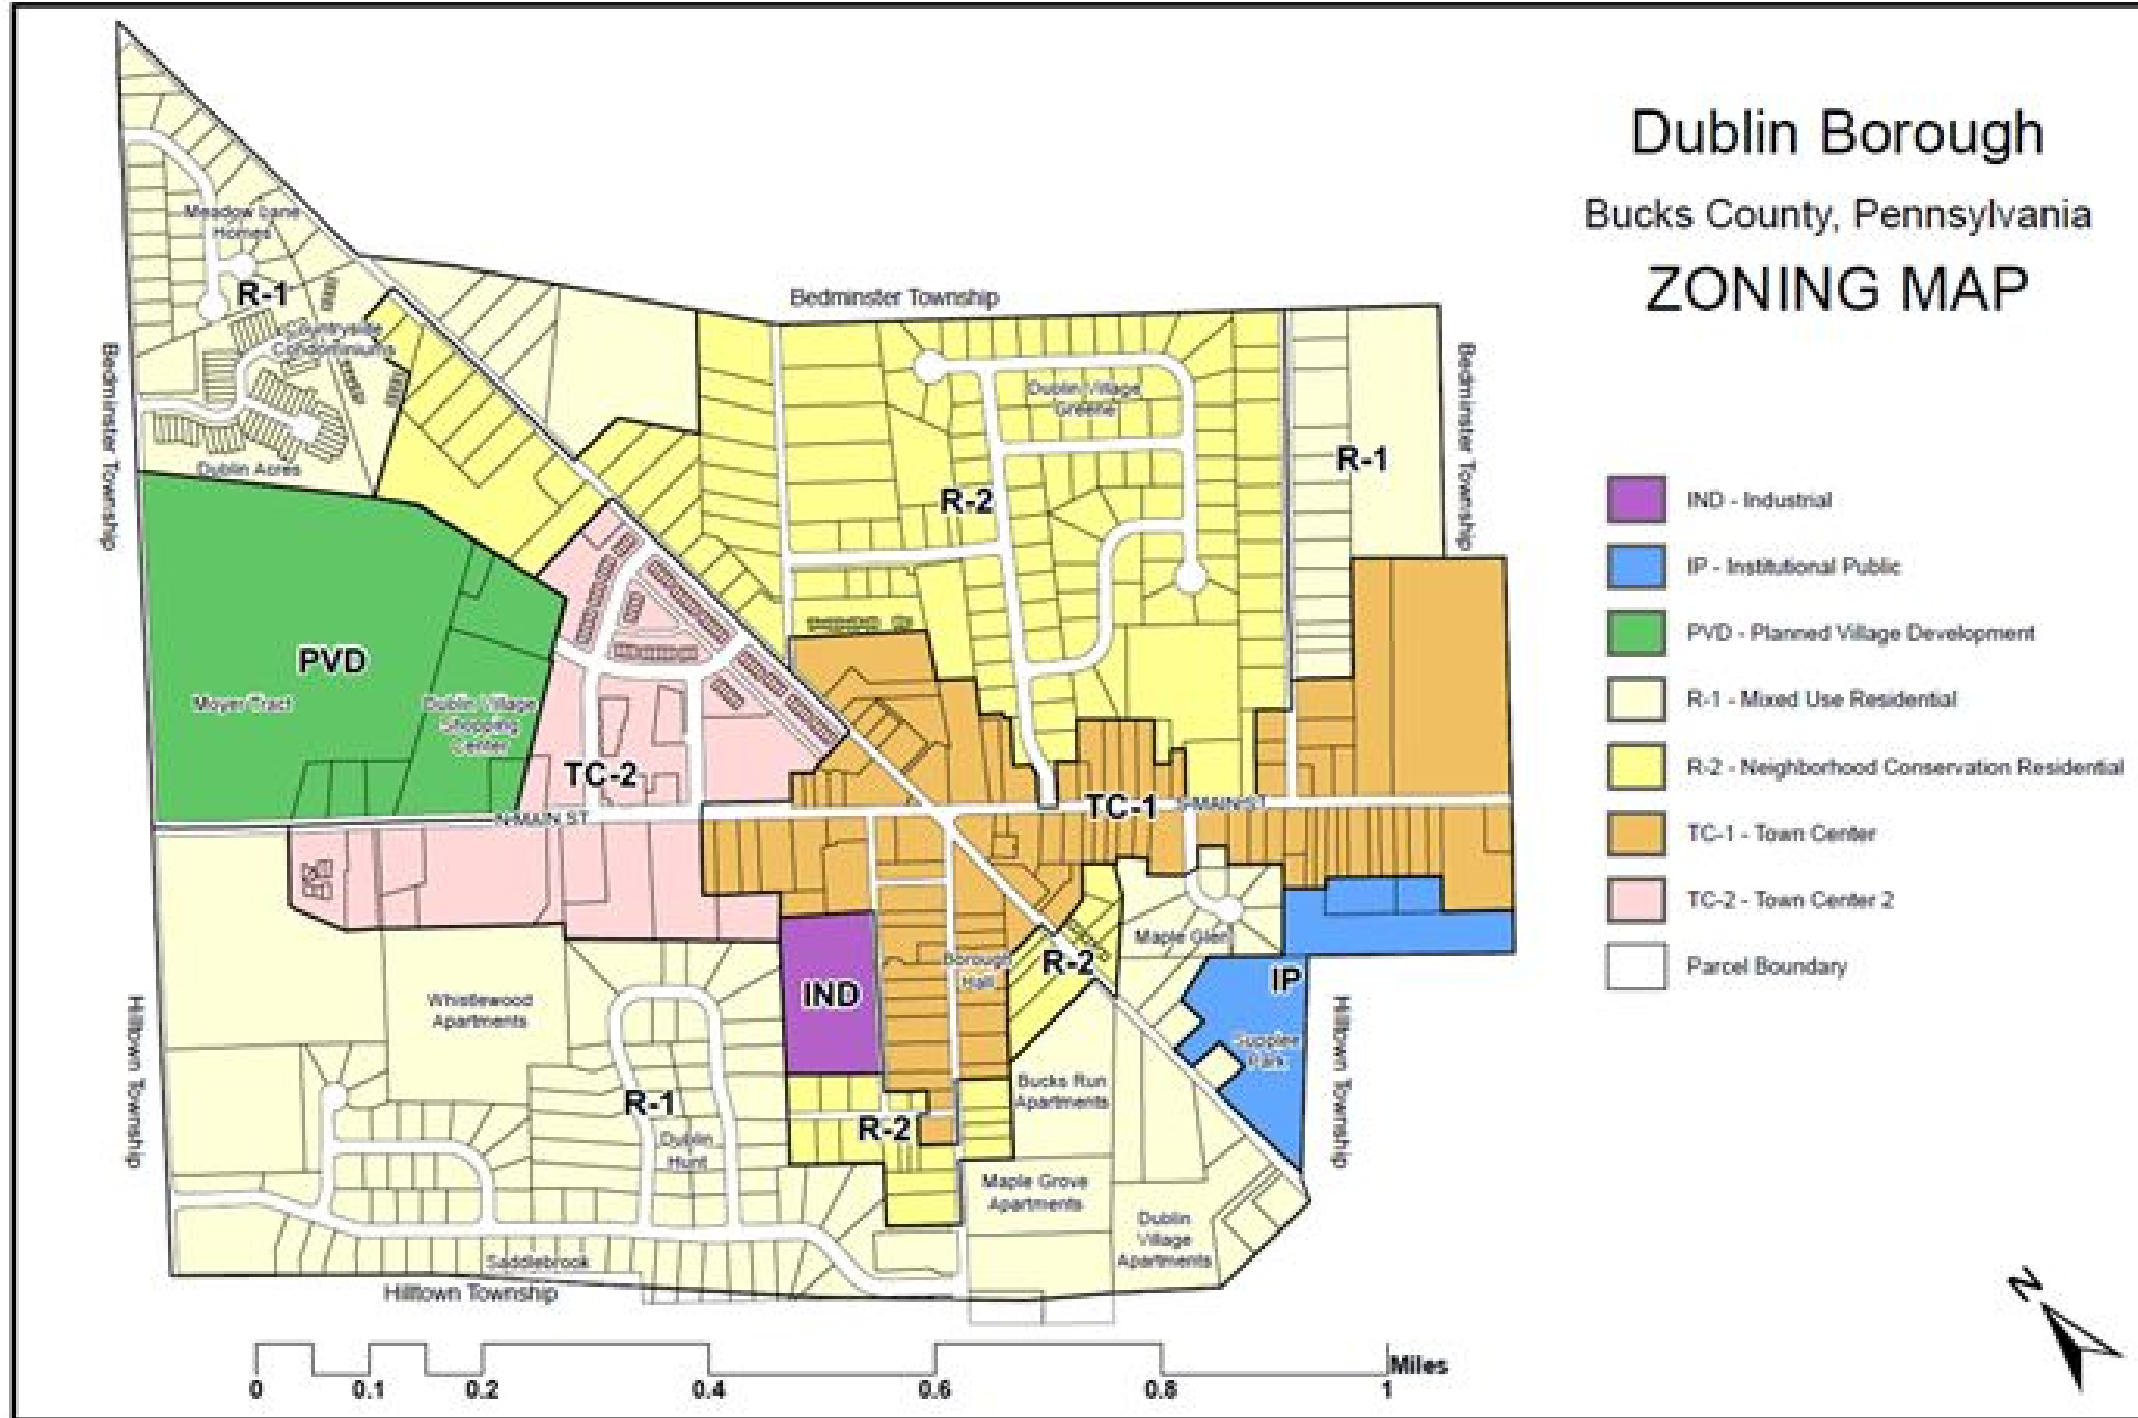 Dublin Borough
Bucks County, Pennsylvania
ZONING MAP
Bedminster Township
Bedminster Township
Bedminster Township
Meadow Lane
Homes
R-1
Countryside
Condominiums
Dublin Acres
Dublin Village
Greene
R-2
R-1
PVD
Moyer Tract
Dublin Village
Shopping
Center
TC-2
N MAIN ST
TC-1
S MAIN ST
Maple Glen
Borough
Hall
R-2
IP
Supplee
Park
IND
Whistlewood
Apartments
R-1
Dublin
Hunt
R-2
Bucks Run
Apartments
Maple Grove
Apartments
Dublin
Village
Apartments
Saddlebrook
Hilltown Township
Hilltown Township
Hilltown Township
IND - Industrial
IP - Institutional Public
PVD - Planned Village Development
R-1 - Mixed Use Residential
R-2 - Neighborhood Conservation Residential
TC-1 - Town Center
TC-2 - Town Center 2
Parcel Boundary
N
Miles
0 0.1 0.2 0.4 0.6 0.8 1